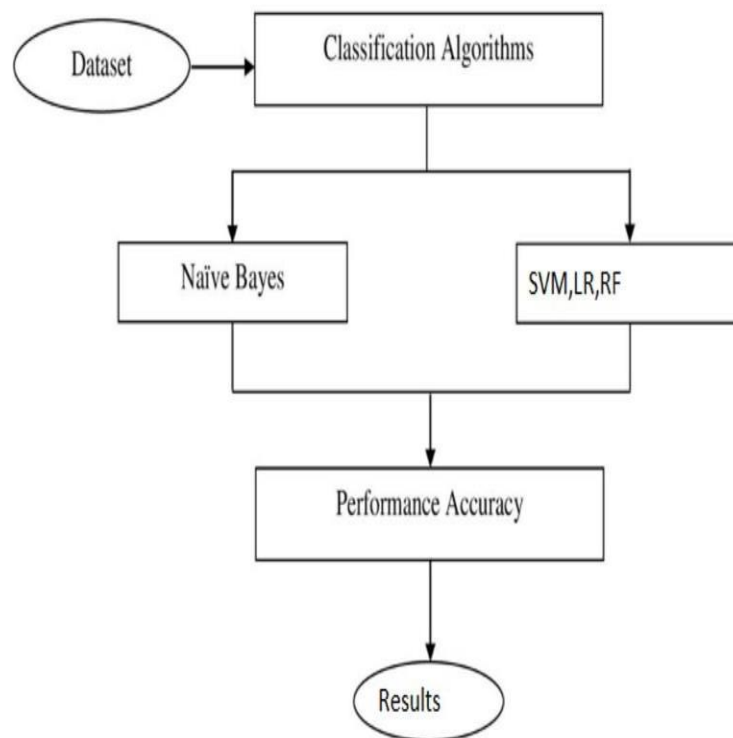 Dataset
Classification Algorithms
Naïve Bayes
SVM,LR,RF
Performance Accuracy
Results